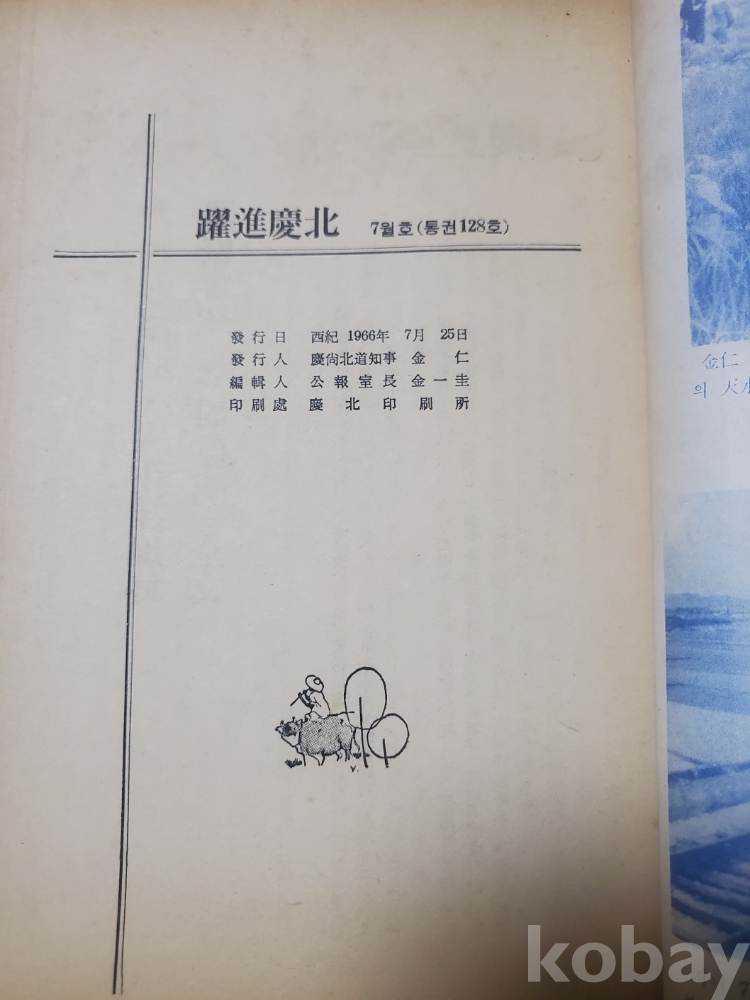 躍進慶北 7월호(통권128호)
發行日 西紀 1966年 7月 25日
發行人 慶尙北道知事 金仁
編輯人 公報室長 金一圭
印刷處 慶北印刷所
V.
金仁
의 天水
kobay